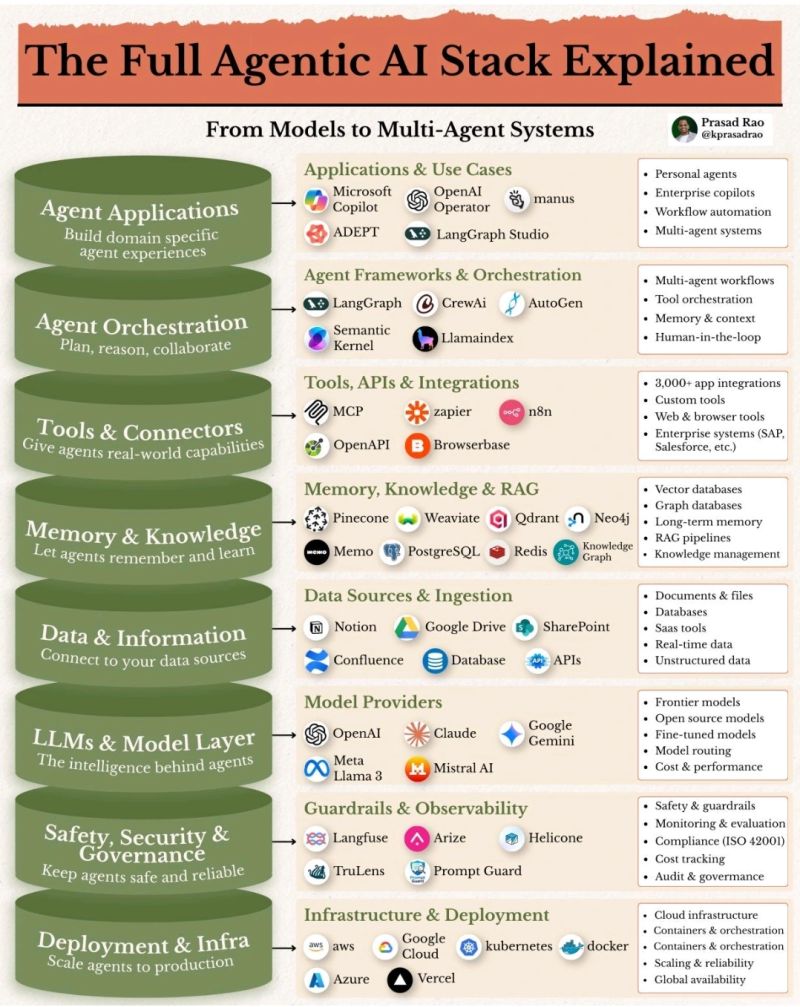 The Full Agentic AI Stack Explained
From Models to Multi-Agent Systems
Prasad Rao
@kprasadrao
Agent Applications
Build domain specific
agent experiences
Applications & Use Cases
Microsoft
Copilot
OpenAI
Operator
manus
ADEPT
LangGraph Studio
• Personal agents
• Enterprise copilots
• Workflow automation
• Multi-agent systems
Agent Orchestration
Plan, reason, collaborate
Agent Frameworks & Orchestration
LangGraph
CrewAi
AutoGen
Semantic
Kernel
Llamaindex
• Multi-agent workflows
• Tool orchestration
• Memory & context
• Human-in-the-loop
Tools & Connectors
Give agents real-world capabilities
Tools, APIs & Integrations
MCP
zapier
n8n
OpenAPI
Browserbase
• 3,000+ app integrations
• Custom tools
• Web & browser tools
• Enterprise systems (SAP,
Salesforce, etc.)
Memory & Knowledge
Let agents remember and learn
Memory, Knowledge & RAG
Pinecone
Weaviate
Qdrant
Neo4j
Memo
PostgreSQL
Redis
Knowledge
Graph
• Vector databases
• Graph databases
• Long-term memory
• RAG pipelines
• Knowledge management
Data & Information
Connect to your data sources
Data Sources & Ingestion
Notion
Google Drive
SharePoint
Confluence
Database
API
APIs
• Documents & files
• Databases
• Saas tools
• Real-time data
• Unstructured data
LLMs & Model Layer
The intelligence behind agents
Model Providers
OpenAI
Claude
Google
Gemini
Meta
Llama 3
Mistral AI
• Frontier models
• Open source models
• Fine-tuned models
• Model routing
• Cost & performance
Safety, Security &
Governance
Keep agents safe and reliable
Guardrails & Observability
Langfuse
Arize
Helicone
TruLens
Prompt Guard
• Safety & guardrails
• Monitoring & evaluation
• Compliance (ISO 42001)
• Cost tracking
• Audit & governance
Deployment & Infra
Scale agents to production
Infrastructure & Deployment
aws
aws
Google
Cloud
kubernetes
docker
Azure
Vercel
• Cloud infrastructure
• Containers & orchestration
• Containers & orchestration
• Scaling & reliability
• Global availability